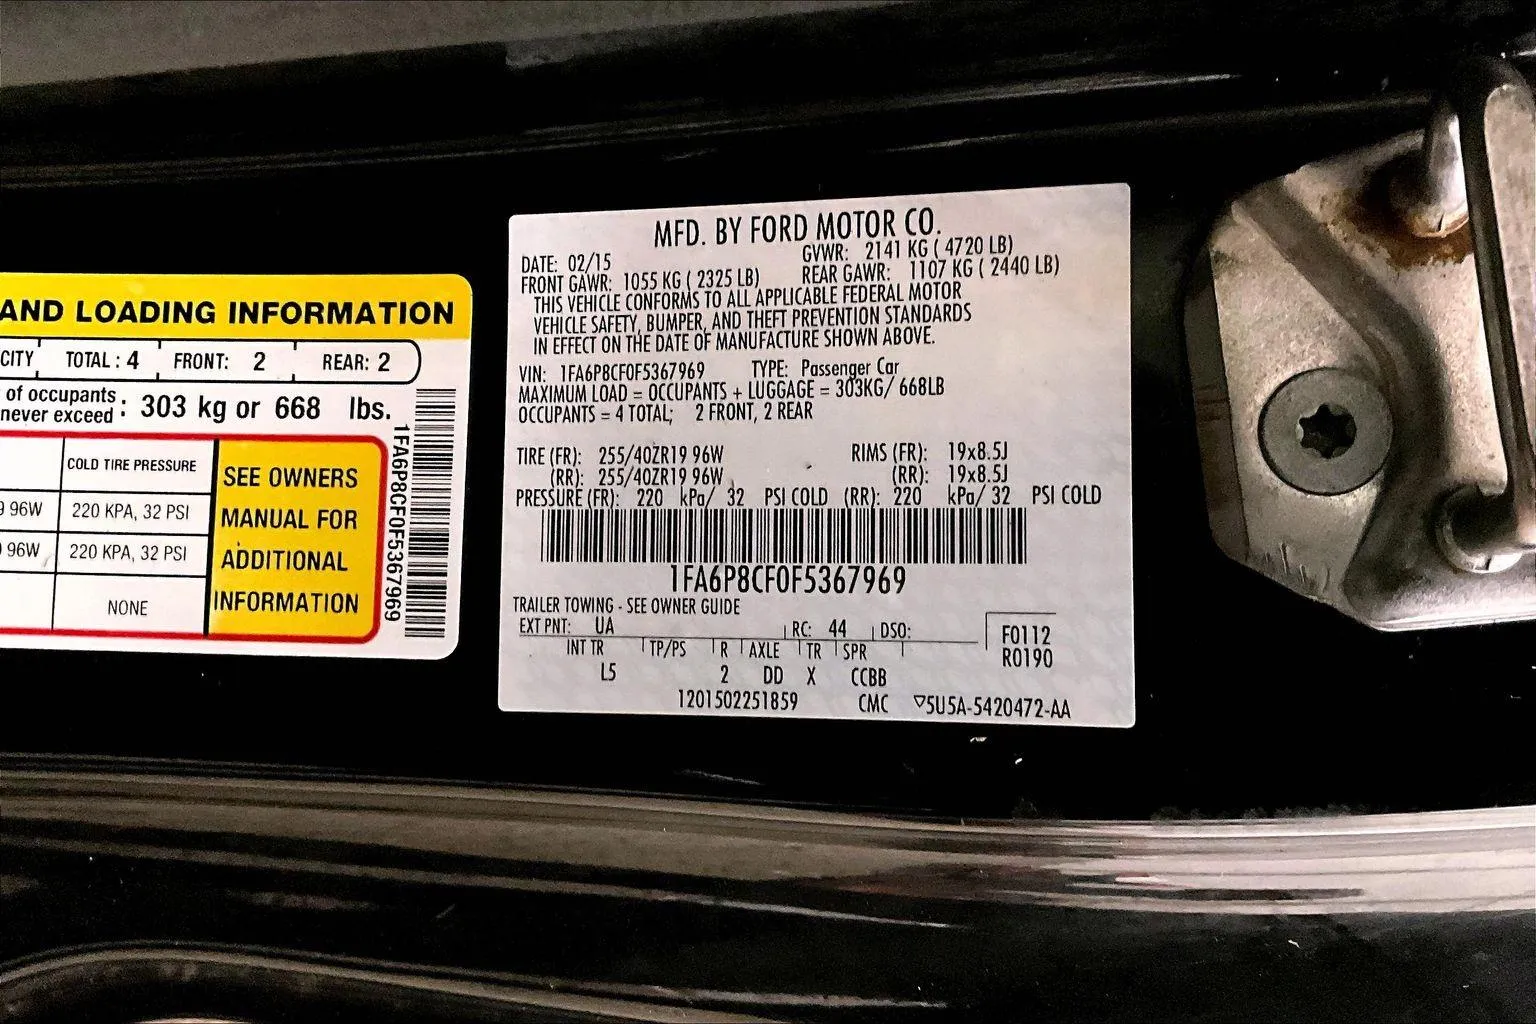 AND LOADING INFORMATION
CITY TOTAL : 4 FRONT: 2 REAR: 2
of occupants
never exceed : 303 kg or 668 lbs.
COLD TIRE PRESSURE
96W 220 KPA, 32 PSI
96W 220 KPA, 32 PSI
NONE
SEE OWNERS
MANUAL FOR
ADDITIONAL
INFORMATION
1FA6P8CF0F5367969
MFD. BY FORD MOTOR CO.
DATE: 02/15 GVWR: 2141 KG ( 4720 LB)
FRONT GAWR: 1055 KG ( 2325 LB) REAR GAWR: 1107 KG ( 2440 LB)
THIS VEHICLE CONFORMS TO ALL APPLICABLE FEDERAL MOTOR
VEHICLE SAFETY, BUMPER, AND THEFT PREVENTION STANDARDS
IN EFFECT ON THE DATE OF MANUFACTURE SHOWN ABOVE.
VIN: 1FA6P8CF0F5367969 TYPE: Passenger Car
MAXIMUM LOAD = OCCUPANTS + LUGGAGE = 303KG/ 668LB
OCCUPANTS = 4 TOTAL; 2 FRONT, 2 REAR
TIRE (FR): 255/40ZR19 96W RIMS (FR): 19x8.5J
(RR): 255/40ZR19 96W (RR): 19x8.5J
PRESSURE (FR): 220 kPa/ 32 PSI COLD (RR): 220 kPa/ 32 PSI COLD
1FA6P8CF0F5367969
TRAILER TOWING - SEE OWNER GUIDE
EXT PNT: UA RC: 44 DSO: F0112
INT TR TP/PS R AXLE TR SPR R0190
L5 2 DD X CCBB
1201502251859 CMC ▽5U5A-5420472-AA